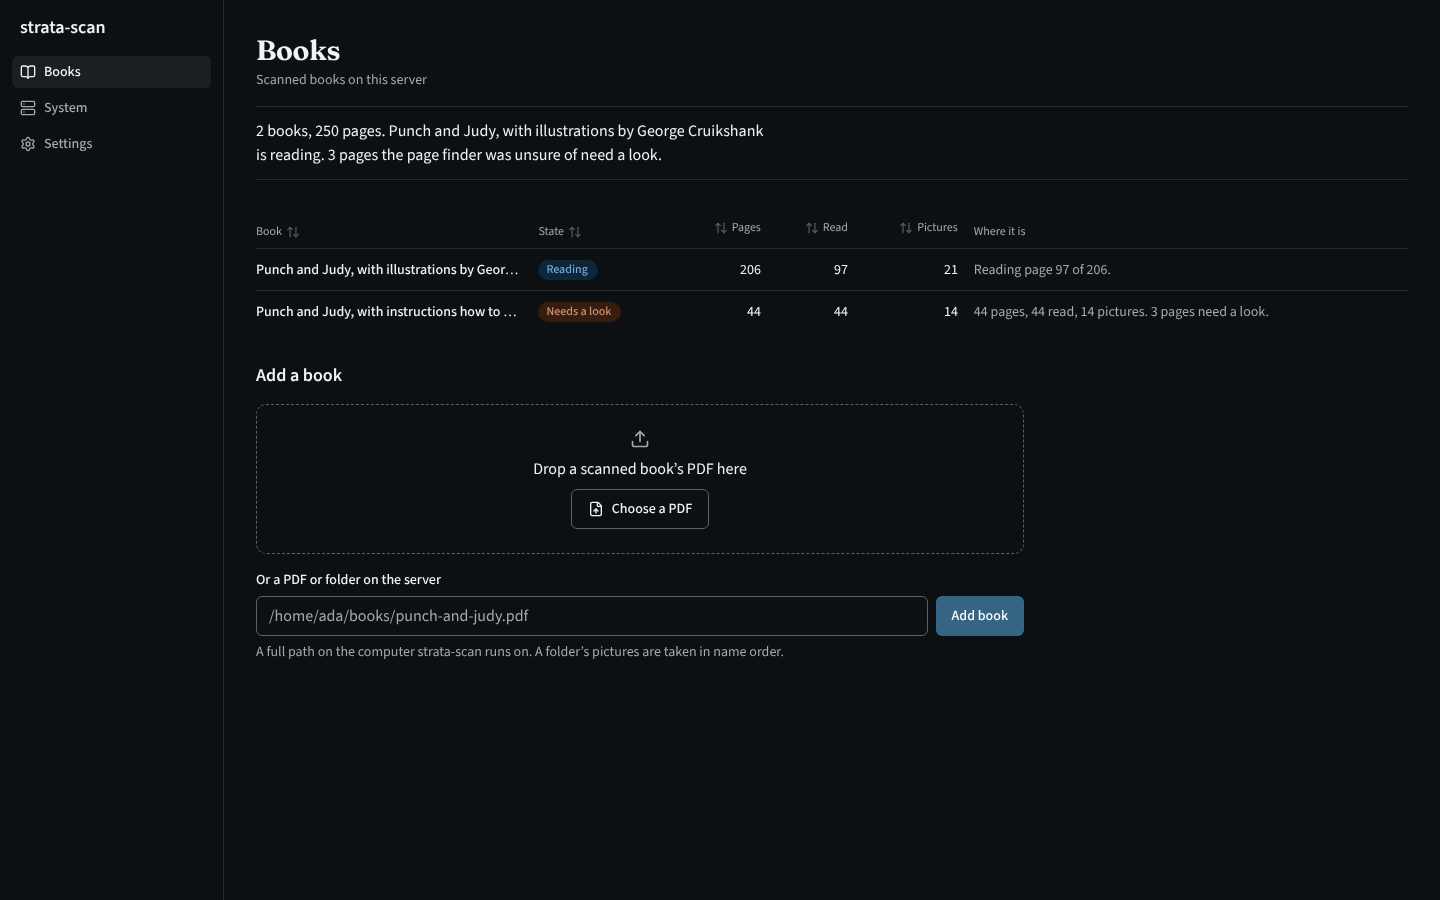 strata-scan
Books
System
Settings
Books
Scanned books on this server
2 books, 250 pages. Punch and Judy, with illustrations by George Cruikshank
is reading. 3 pages the page finder was unsure of need a look.
Book State Pages Read Pictures Where it is
Punch and Judy, with illustrations by Geor… Reading 206 97 21 Reading page 97 of 206.
Punch and Judy, with instructions how to … Needs a look 44 44 14 44 pages, 44 read, 14 pictures. 3 pages need a look.
Add a book
Drop a scanned book’s PDF here
Choose a PDF
Or a PDF or folder on the server
/home/ada/books/punch-and-judy.pdf
Add book
A full path on the computer strata-scan runs on. A folder’s pictures are taken in name order.